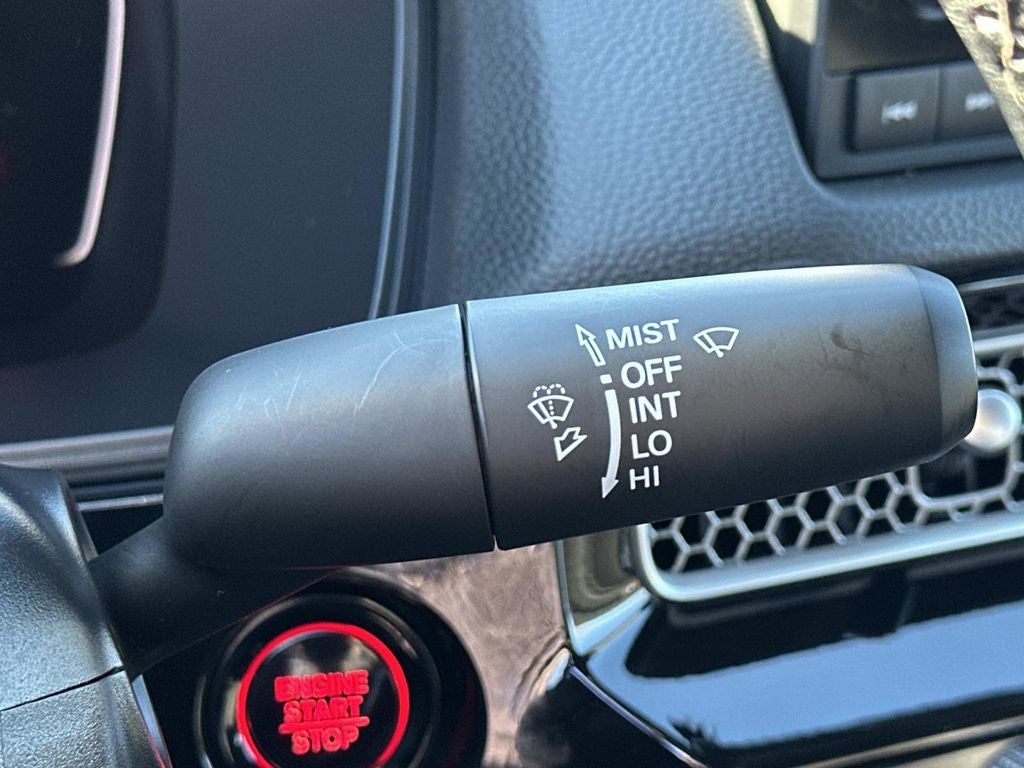 MIST
OFF
INT
LO
HI
ENGINE
START
STOP